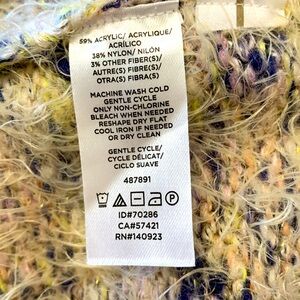 59% ACRYLIC/ ACRYLIQUE/
ACRÍLICO
38% NYLON/ NILÓN
3% OTHER FIBER(S)/
AUTRE(S) FIBRE(S)/
OTRA(S) FIBRA(S)
MACHINE WASH COLD
GENTLE CYCLE
ONLY NON-CHLORINE
BLEACH WHEN NEEDED
RESHAPE DRY FLAT
COOL IRON IF NEEDED
OR DRY CLEAN
GENTLE CYCLE/
CYCLE DÉLICAT/
CICLO SUAVE
487891
ID#70286
CA#57421
RN#140923